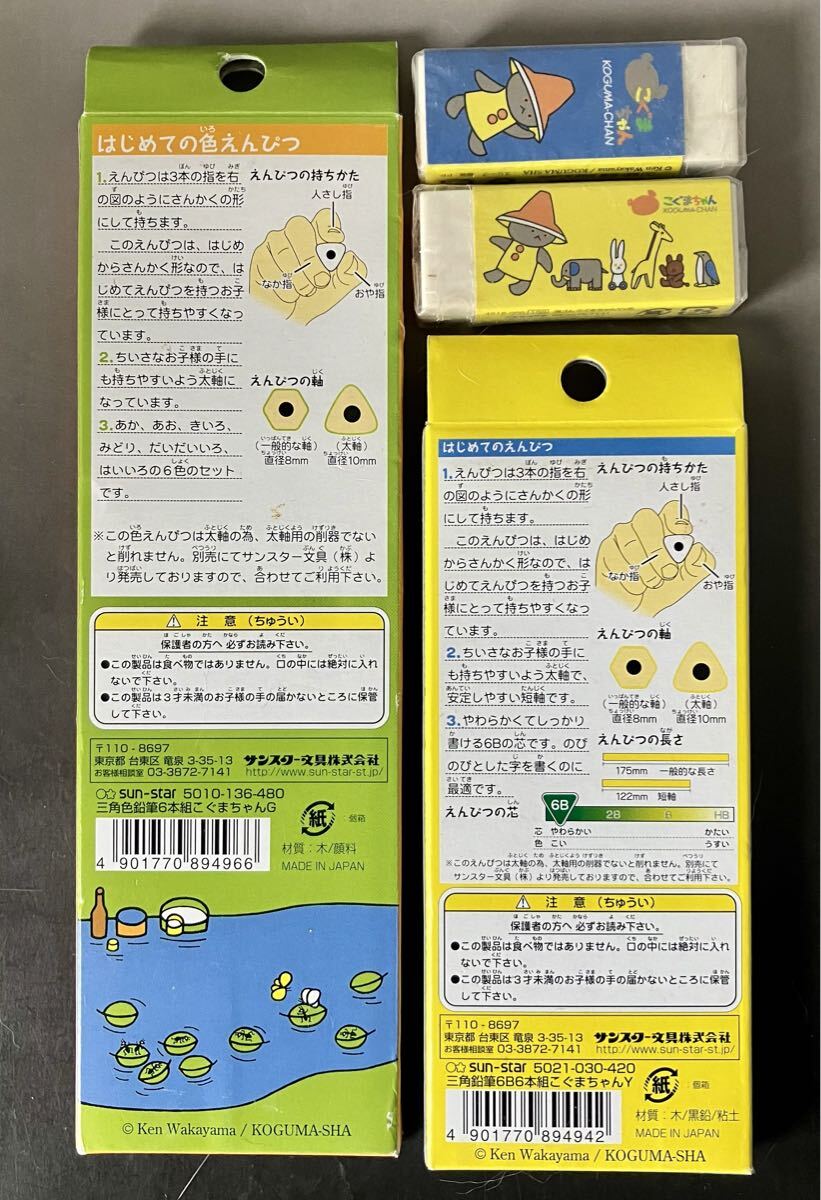 はじめての色えんぴつ
1.えんぴつは3本の指を右
の図のようにさんかくの形
にして持ちます。
このえんぴつは、はじめ
からさんかく形なので、は
じめてえんぴつを持つお子
様にとって持ちやすくなっ
ています。
2.ちいさなお子様の手に
も持ちやすいよう太軸に
なっています。
3.あか、あお、きいろ、
みどり、だいだいいろ、
はいいろの6色のセット
です。
えんぴつの持ちかた
人さし指
なか指
おや指
えんぴつの軸
(一般的な軸)
直径8mm
(太軸)
直径10mm
※この色えんぴつは太軸の為、太軸用の削器でない
と削れません。別売にてサンスター文具(株)よ
り発売しておりますので、合わせてご利用下さい。
⚠ 注 意 (ちゅうい)
保護者の方へ 必ずお読み下さい。
●この製品は食べ物ではありません。口の中には絶対に入れ
ないで下さい。
●この製品は3才未満のお子様の手の届かないところに保管
して下さい。
〒110-8697
東京都 台東区 竜泉 3-35-13
お客様相談室 03-3872-7141
サンスター文具株式会社
http://www.sun-star-st.jp/
sun-star 5010-136-480
三角色鉛筆6本組こぐまちゃんG
紙
:個箱
4 901770 894966
材質:木/顔料
MADE IN JAPAN
© Ken Wakayama / KOGUMA-SHA
こぐまちゃん
KOGUMA-CHAN
© Ken Wakayama / KOGUMA-SHA
こぐまちゃん
KOGUMA-CHAN
はじめてのえんぴつ
1.えんぴつは3本の指を右
の図のようにさんかくの形
にして持ちます。
このえんぴつは、はじめ
からさんかく形なので、は
じめてえんぴつを持つお子
様にとって持ちやすくなっ
ています。
2.ちいさなお子様の手に
も持ちやすいよう太軸で、
安定しやすい短軸です。
3.やわらかくてしっかり
書ける6Bの芯です。のび
のびとした字を書くのに
最適です。
えんぴつの持ちかた
人さし指
なか指
おや指
えんぴつの軸
(一般的な軸)
直径8mm
(太軸)
直径10mm
えんぴつの長さ
175mm 一般的な長さ
122mm 短軸
えんぴつの芯
6B
2B
B
HB
芯 やわらかい かたい
色 こい うすい
※このえんぴつは太軸の為、太軸用の削器でないと削れません。別売にて
サンスター文具(株)より発売しておりますので、合わせてご利用下さい。
⚠ 注 意 (ちゅうい)
保護者の方へ 必ずお読み下さい。
●この製品は食べ物ではありません。口の中には絶対に入れ
ないで下さい。
●この製品は3才未満のお子様の手の届かないところに保管
して下さい。
〒110-8697
東京都 台東区 竜泉 3-35-13
お客様相談室 03-3872-7141
サンスター文具株式会社
http://www.sun-star-st.jp/
sun-star 5021-030-420
三角鉛筆6B6本組こぐまちゃんY
紙
:個箱
4 901770 894942
材質:木/黒鉛/粘土
MADE IN JAPAN
© Ken Wakayama / KOGUMA-SHA